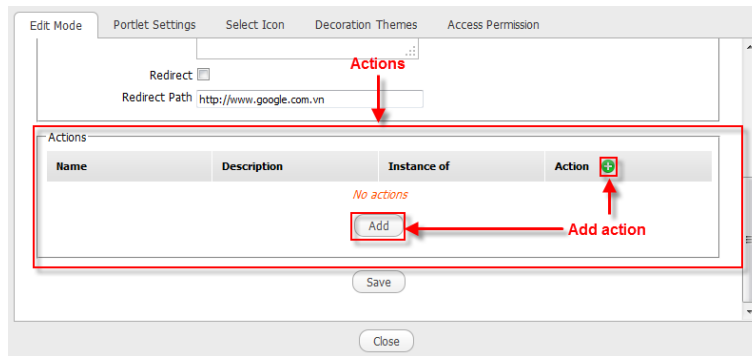 Edit Mode Portlet Settings Select Icon Decoration Themes Access Permission
Actions
Redirect
Redirect Path http://www.google.com.vn
Actions
Name Description Instance of Action
No actions
Add
Add action
Save
Close